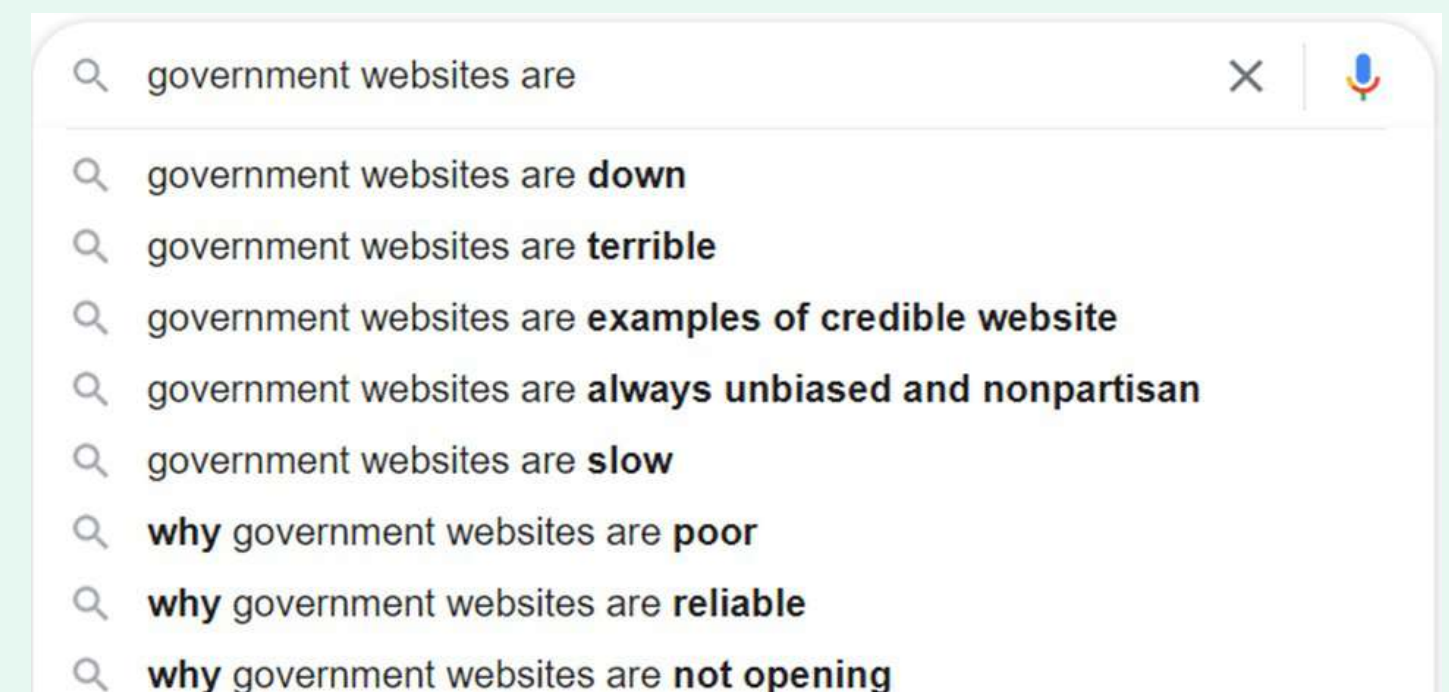 government websites are
government websites are down
government websites are terrible
government websites are examples of credible website
government websites are always unbiased and nonpartisan
government websites are slow
why government websites are poor
why government websites are reliable
why government websites are not opening